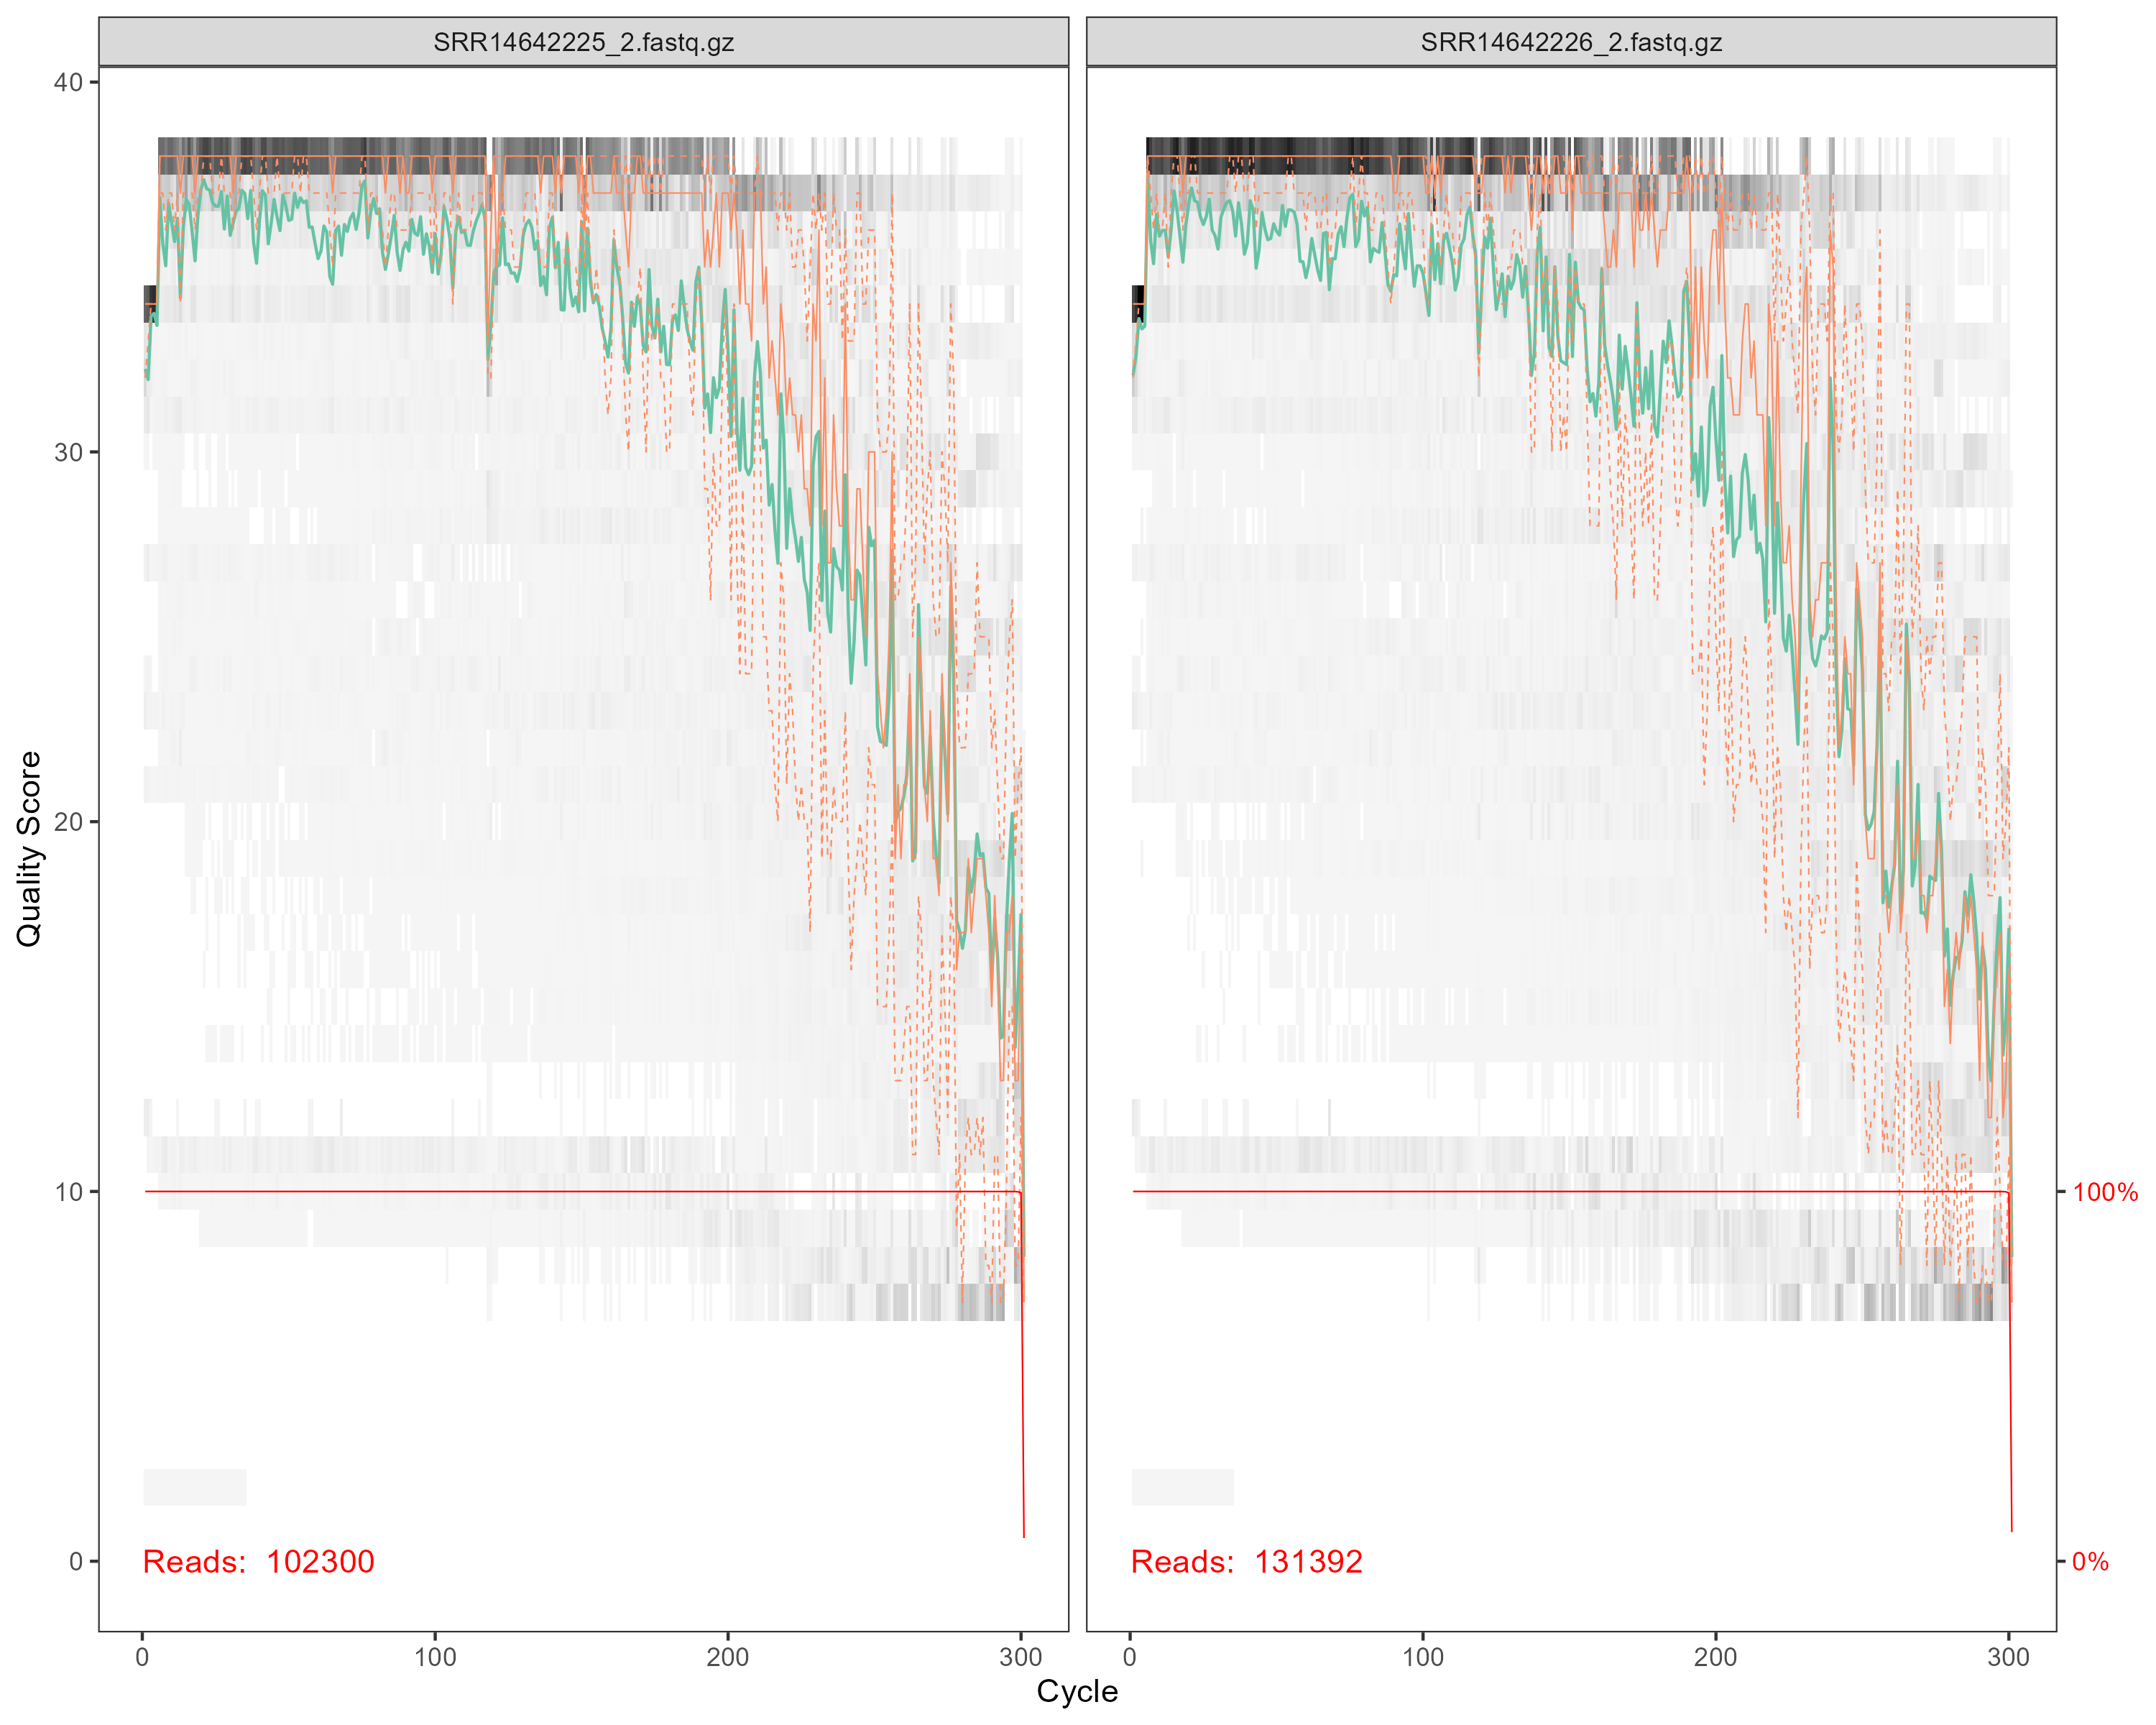 SRR14642225_2.fastq.gz
SRR14642226_2.fastq.gz
40
30
20
10
0
Quality Score
100%
0%
Reads: 102300
Reads: 131392
0 100 200 300
0 100 200 300
Cycle